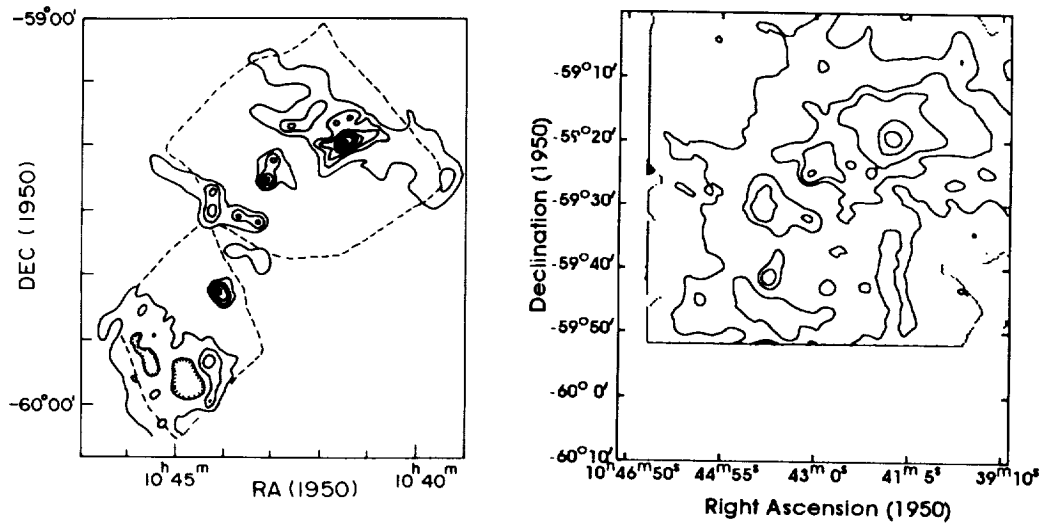 -59°00'
DEC (1950)
-60°00'
10ʰ45ᵐ
10ʰ40ᵐ
RA (1950)
-59°10'
-59°20'
-59°30'
-59°40'
-59°50'
-60° 0'
-60°10'
Declination (1950)
10ʰ46ᵐ50ˢ
44ᵐ55ˢ
43ᵐ 0ˢ
41ᵐ 5ˢ
39ᵐ10ˢ
Right Ascension (1950)